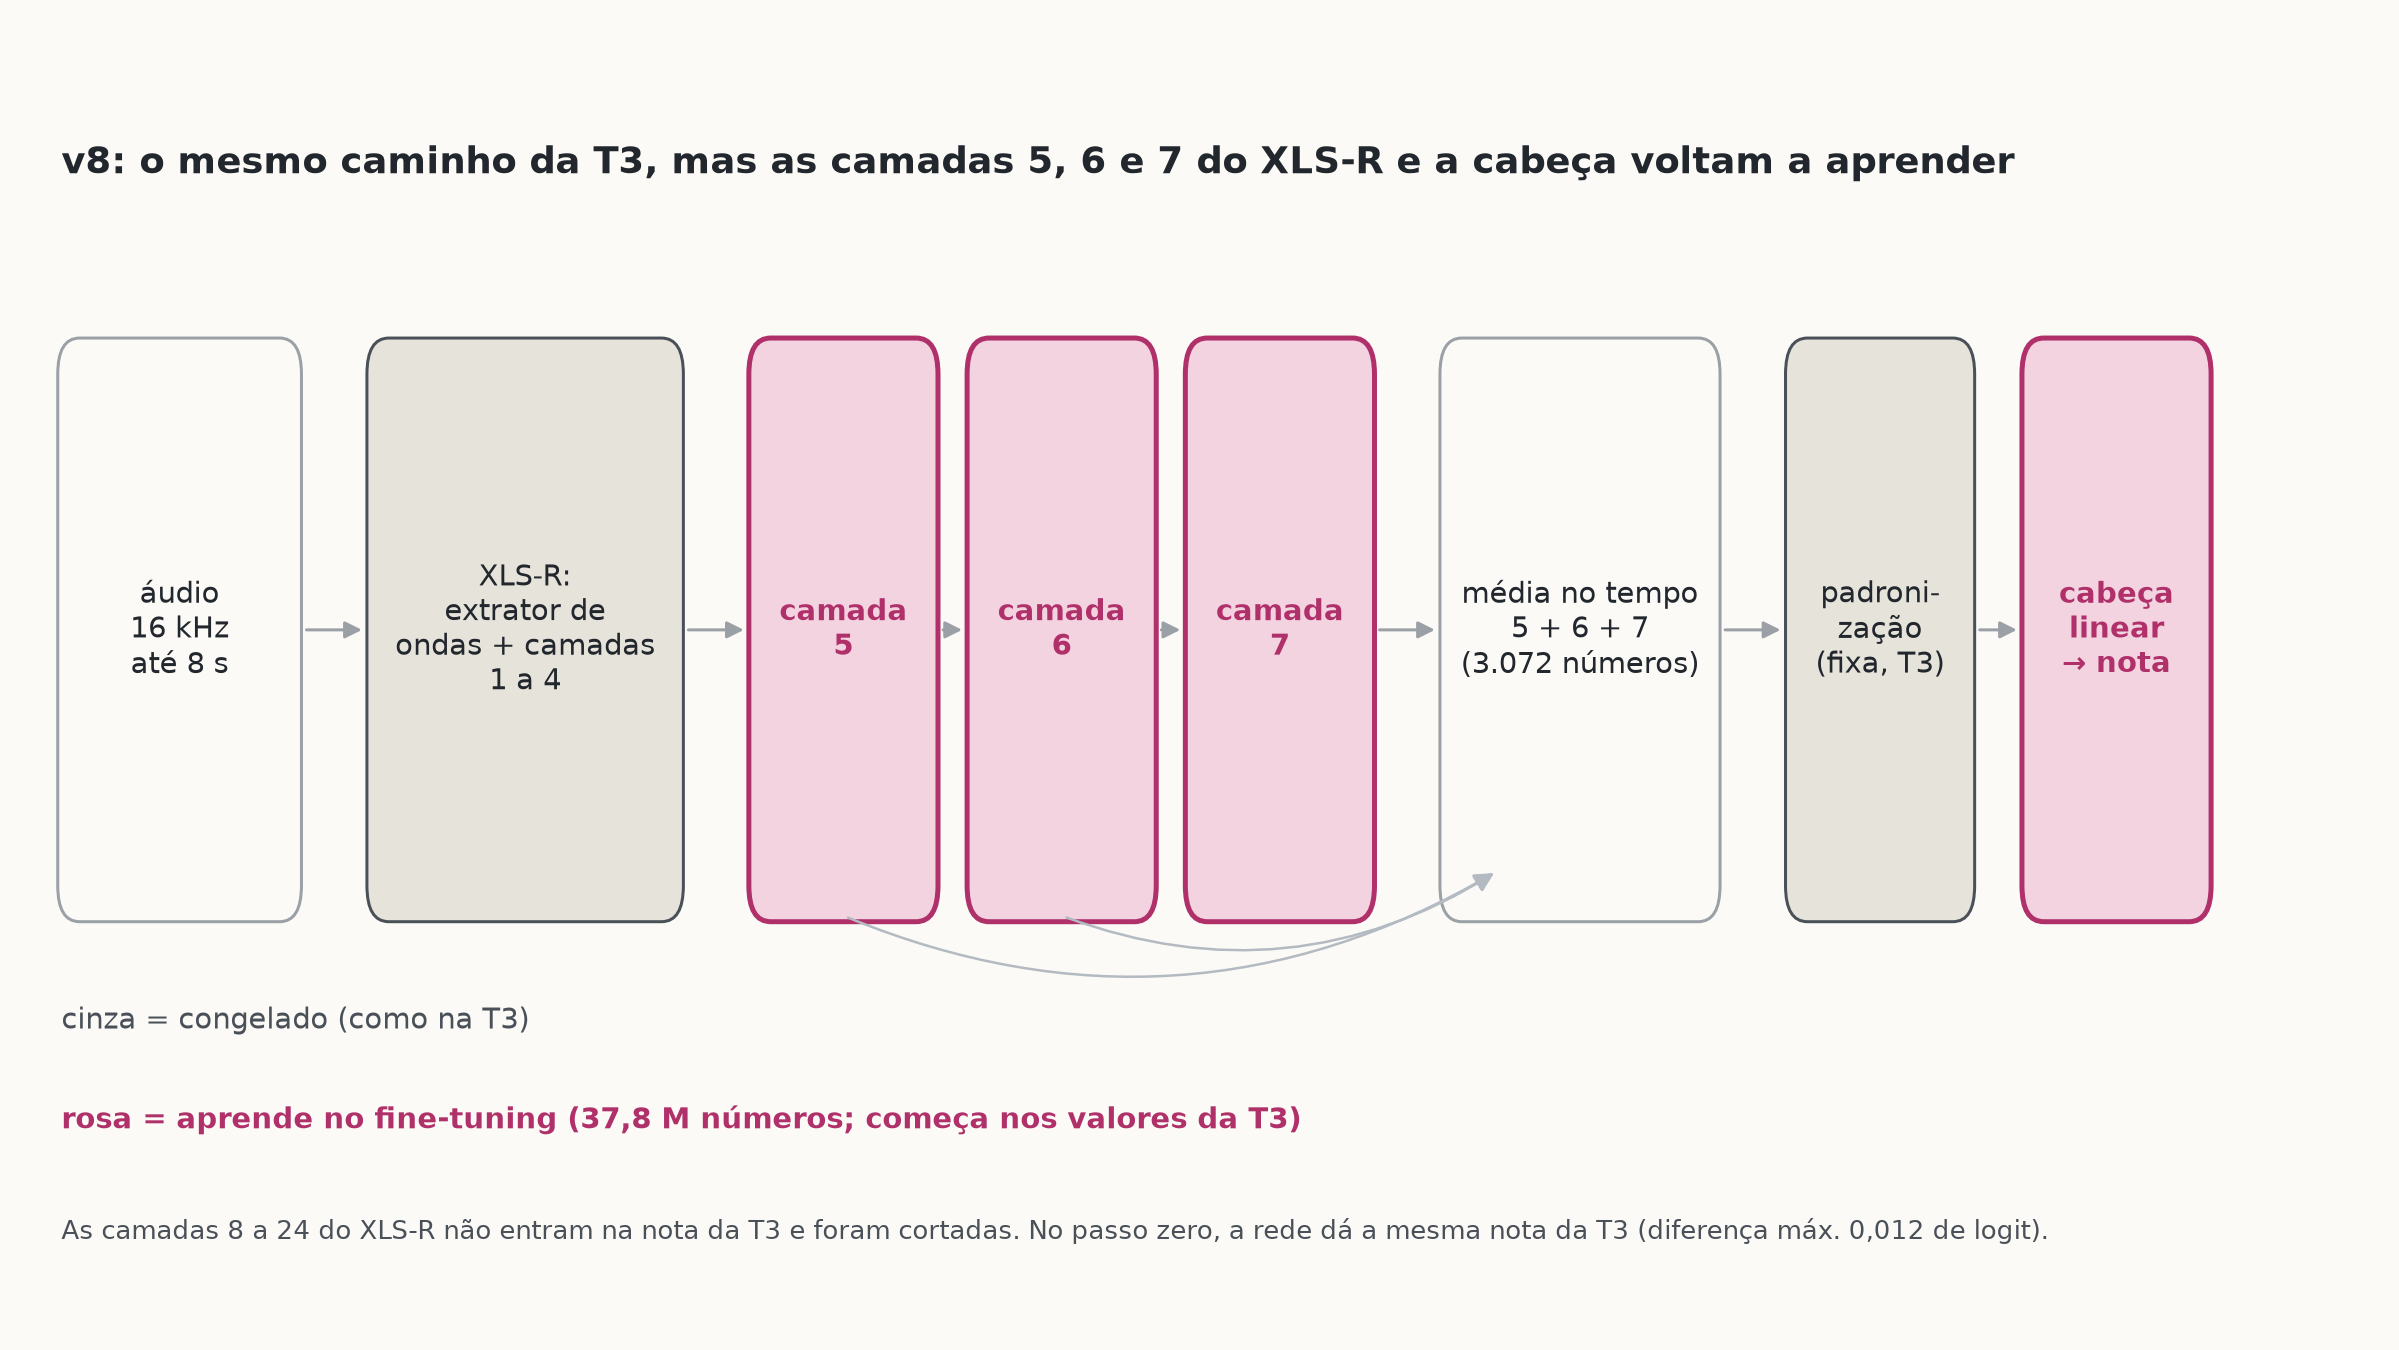 v8: o mesmo caminho da T3, mas as camadas 5, 6 e 7 do XLS-R e a cabeça voltam a aprender
áudio
16 kHz
até 8 s
XLS-R:
extrator de
ondas + camadas
1 a 4
camada
5
camada
6
camada
7
média no tempo
5 + 6 + 7
(3.072 números)
padroni-
zação
(fixa, T3)
cabeça
linear
→ nota
cinza = congelado (como na T3)
rosa = aprende no fine-tuning (37,8 M números; começa nos valores da T3)
As camadas 8 a 24 do XLS-R não entram na nota da T3 e foram cortadas. No passo zero, a rede dá a mesma nota da T3 (diferença máx. 0,012 de logit).